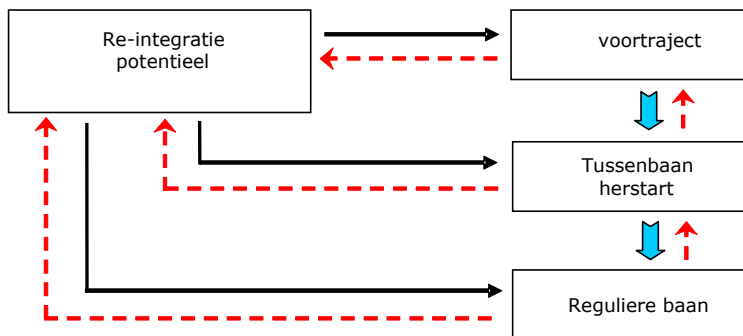 Re-integratie
potentieel
voortraject
Tussenbaan
herstart
Reguliere baan